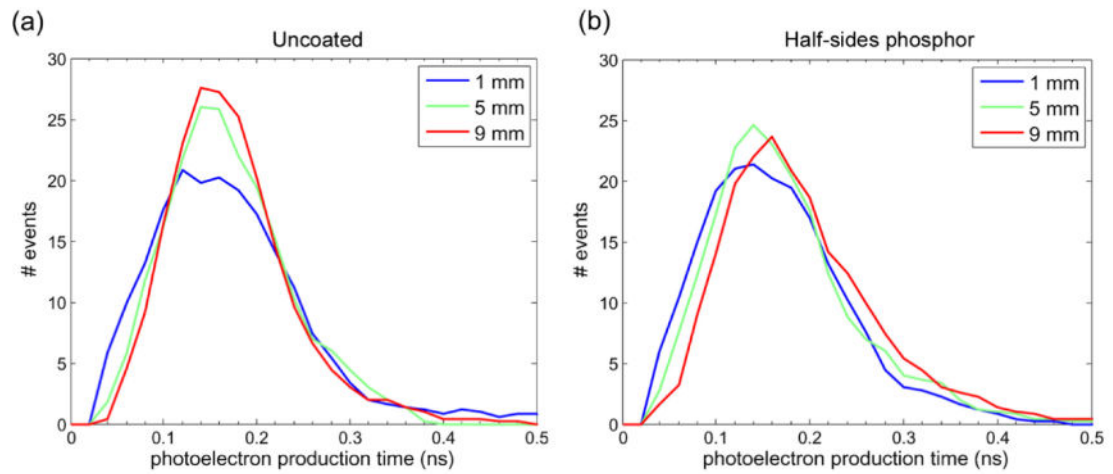 (a)
Uncoated
30
25
20
15
10
5
0
# events
1 mm
5 mm
9 mm
0 0.1 0.2 0.3 0.4 0.5
photoelectron production time (ns)
(b)
Half-sides phosphor
30
25
20
15
10
5
0
# events
1 mm
5 mm
9 mm
0 0.1 0.2 0.3 0.4 0.5
photoelectron production time (ns)